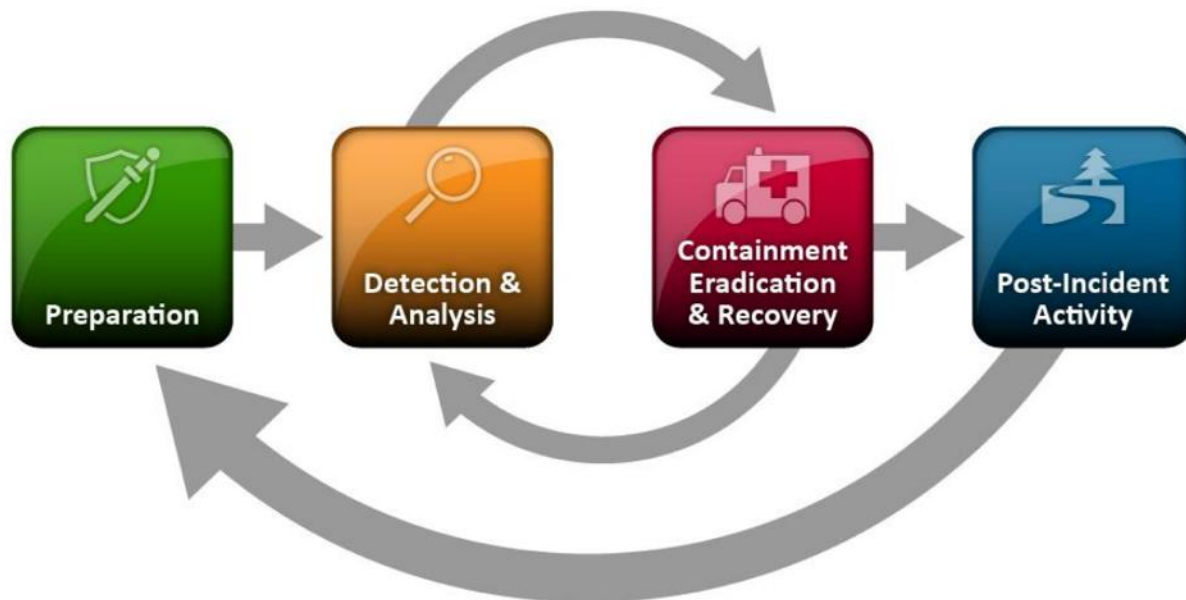 Preparation
Detection &
Analysis
Containment
Eradication
& Recovery
Post-Incident
Activity